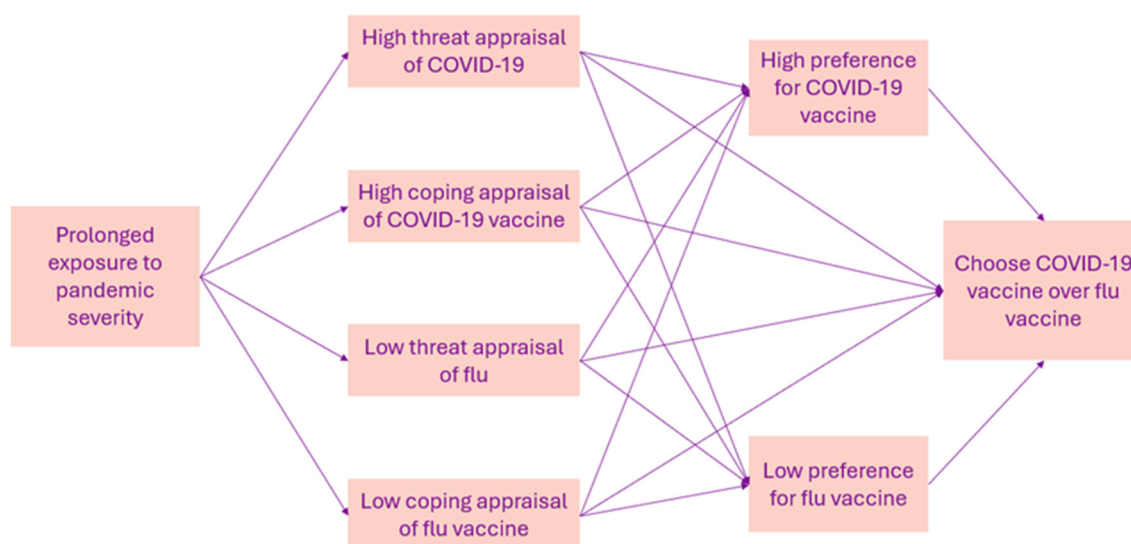 Prolonged
exposure to
pandemic
severity
High threat appraisal
of COVID-19
High coping appraisal
of COVID-19 vaccine
Low threat appraisal
of flu
Low coping appraisal
of flu vaccine
High preference
for COVID-19
vaccine
Low preference
for flu vaccine
Choose COVID-19
vaccine over flu
vaccine